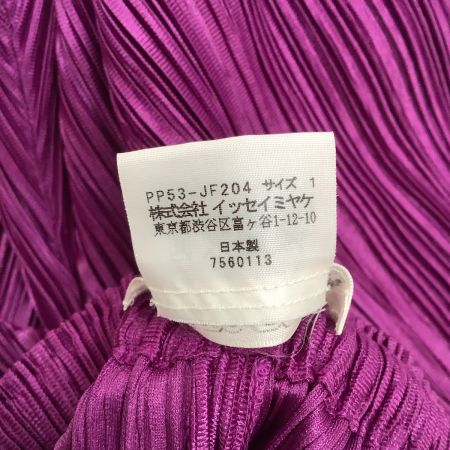 PP53-JF204 サイズ 1
株式会社 イッセイミヤケ
東京都渋谷区富ヶ谷1-12-10
日本製
7560113